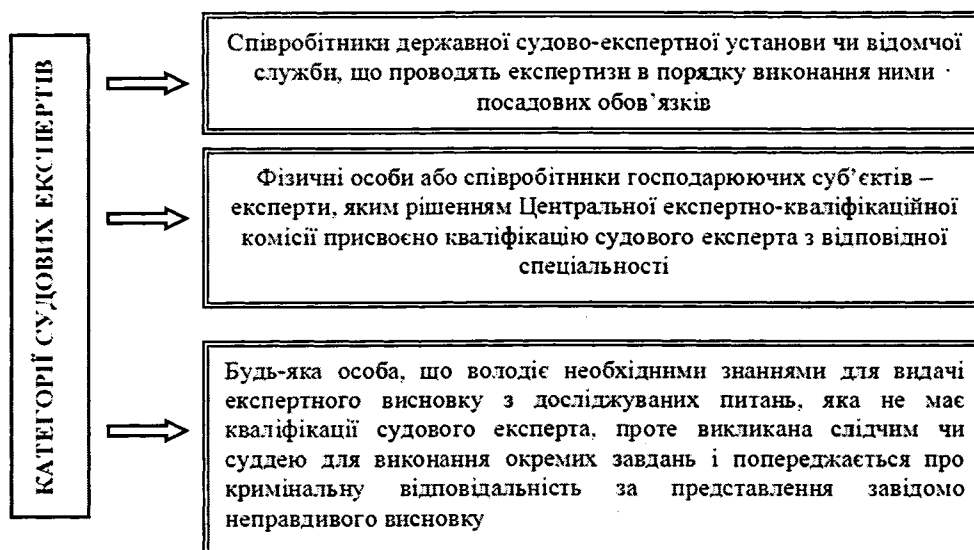 КАТЕГОРІЇ СУДОВИХ ЕКСПЕРТІВ
Співробітники державної судово-експертної установи чи відомчої
служби, що проводять експертизи в порядку виконання ними
посадових обов’язків
Фізичні особи або співробітники господарюючих суб’єктів –
експерти, яким рішенням Центральної експертно-кваліфікаційної
комісії присвоєно кваліфікацію судового експерта з відповідної
спеціальності
Будь-яка особа, що володіє необхідними знаннями для видачі
експертного висновку з досліджуваних питань, яка не має
кваліфікації судового експерта, проте викликана слідчим чи
суддею для виконання окремих завдань і попереджається про
кримінальну відповідальність за представлення завідомо
неправдивого висновку